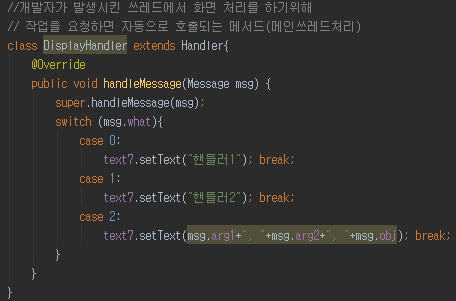 //개발자가 발생시킨 쓰레드에서 화면 처리를 하기위해
// 작업을 요청하면 자동으로 호출되는 메서드(메인쓰레드처리)
class DisplayHandler extends Handler{
@Override
public void handleMessage(Message msg) {
super.handleMessage(msg);
switch (msg.what){
case 0:
text7.setText("핸들러1"); break;
case 1:
text7.setText("핸들러2"); break;
case 2:
text7.setText(msg.arg1+", "+msg.arg2+", "+msg.obj); break;
}
}
}